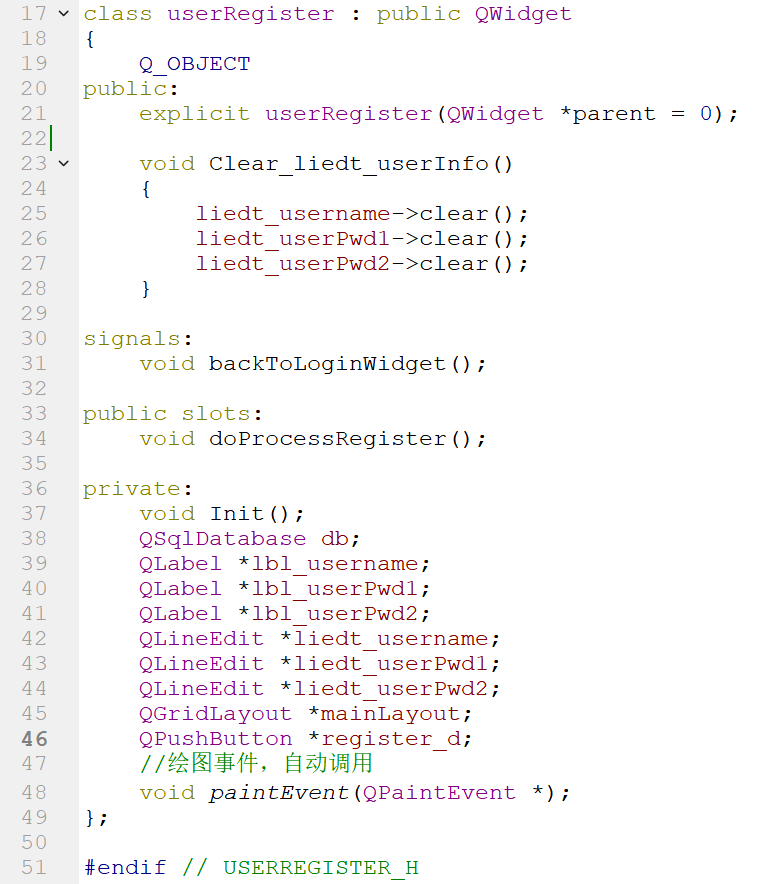 17 class userRegister : public QWidget
18 {
19     Q_OBJECT
20 public:
21     explicit userRegister(QWidget *parent = 0);
22
23     void Clear_liedt_userInfo()
24     {
25         liedt_username->clear();
26         liedt_userPwd1->clear();
27         liedt_userPwd2->clear();
28     }
29
30 signals:
31     void backToLoginWidget();
32
33 public slots:
34     void doProcessRegister();
35
36 private:
37     void Init();
38     QSqlDatabase db;
39     QLabel *lbl_username;
40     QLabel *lbl_userPwd1;
41     QLabel *lbl_userPwd2;
42     QLineEdit *liedt_username;
43     QLineEdit *liedt_userPwd1;
44     QLineEdit *liedt_userPwd2;
45     QGridLayout *mainLayout;
46     QPushButton *register_d;
47     //绘图事件，自动调用
48     void paintEvent(QPaintEvent *);
49 };
50
51 #endif // USERREGISTER_H